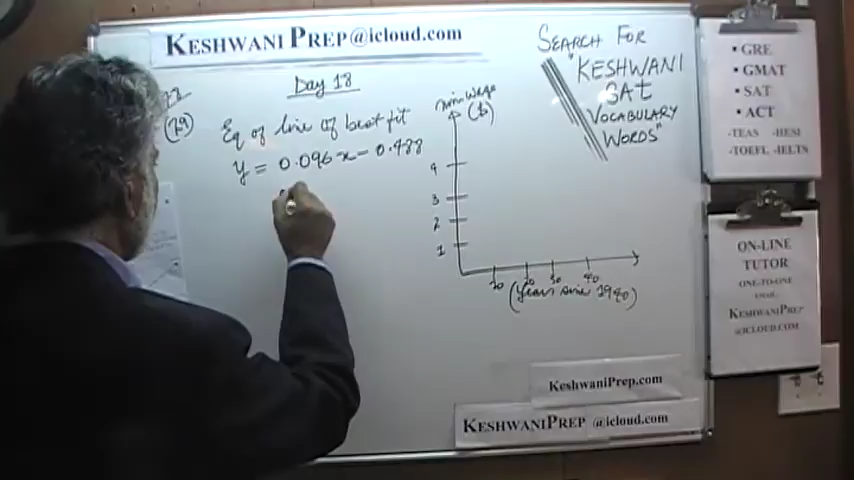 KESHWANI PREP@icloud.com
Day 18
(29)
Eq of line of best fit
y = 0.096x - 0.488
min wage
($)
4
3
2
1
10 20 30 40
(Years since 1940)
SEARCH FOR
"KESHWANI
SAT
VOCABULARY
WORDS"
KeshwaniPrep.com
KESHWANIPREP @icloud.com
▪ GRE
▪ GMAT
▪ SAT
▪ ACT
-TEAS -HESI
-TOEFL -IELTS
ON-LINE
TUTOR
ONE-TO-ONE
EMAIL:
KESHWANIPREP
@ICLOUD.COM